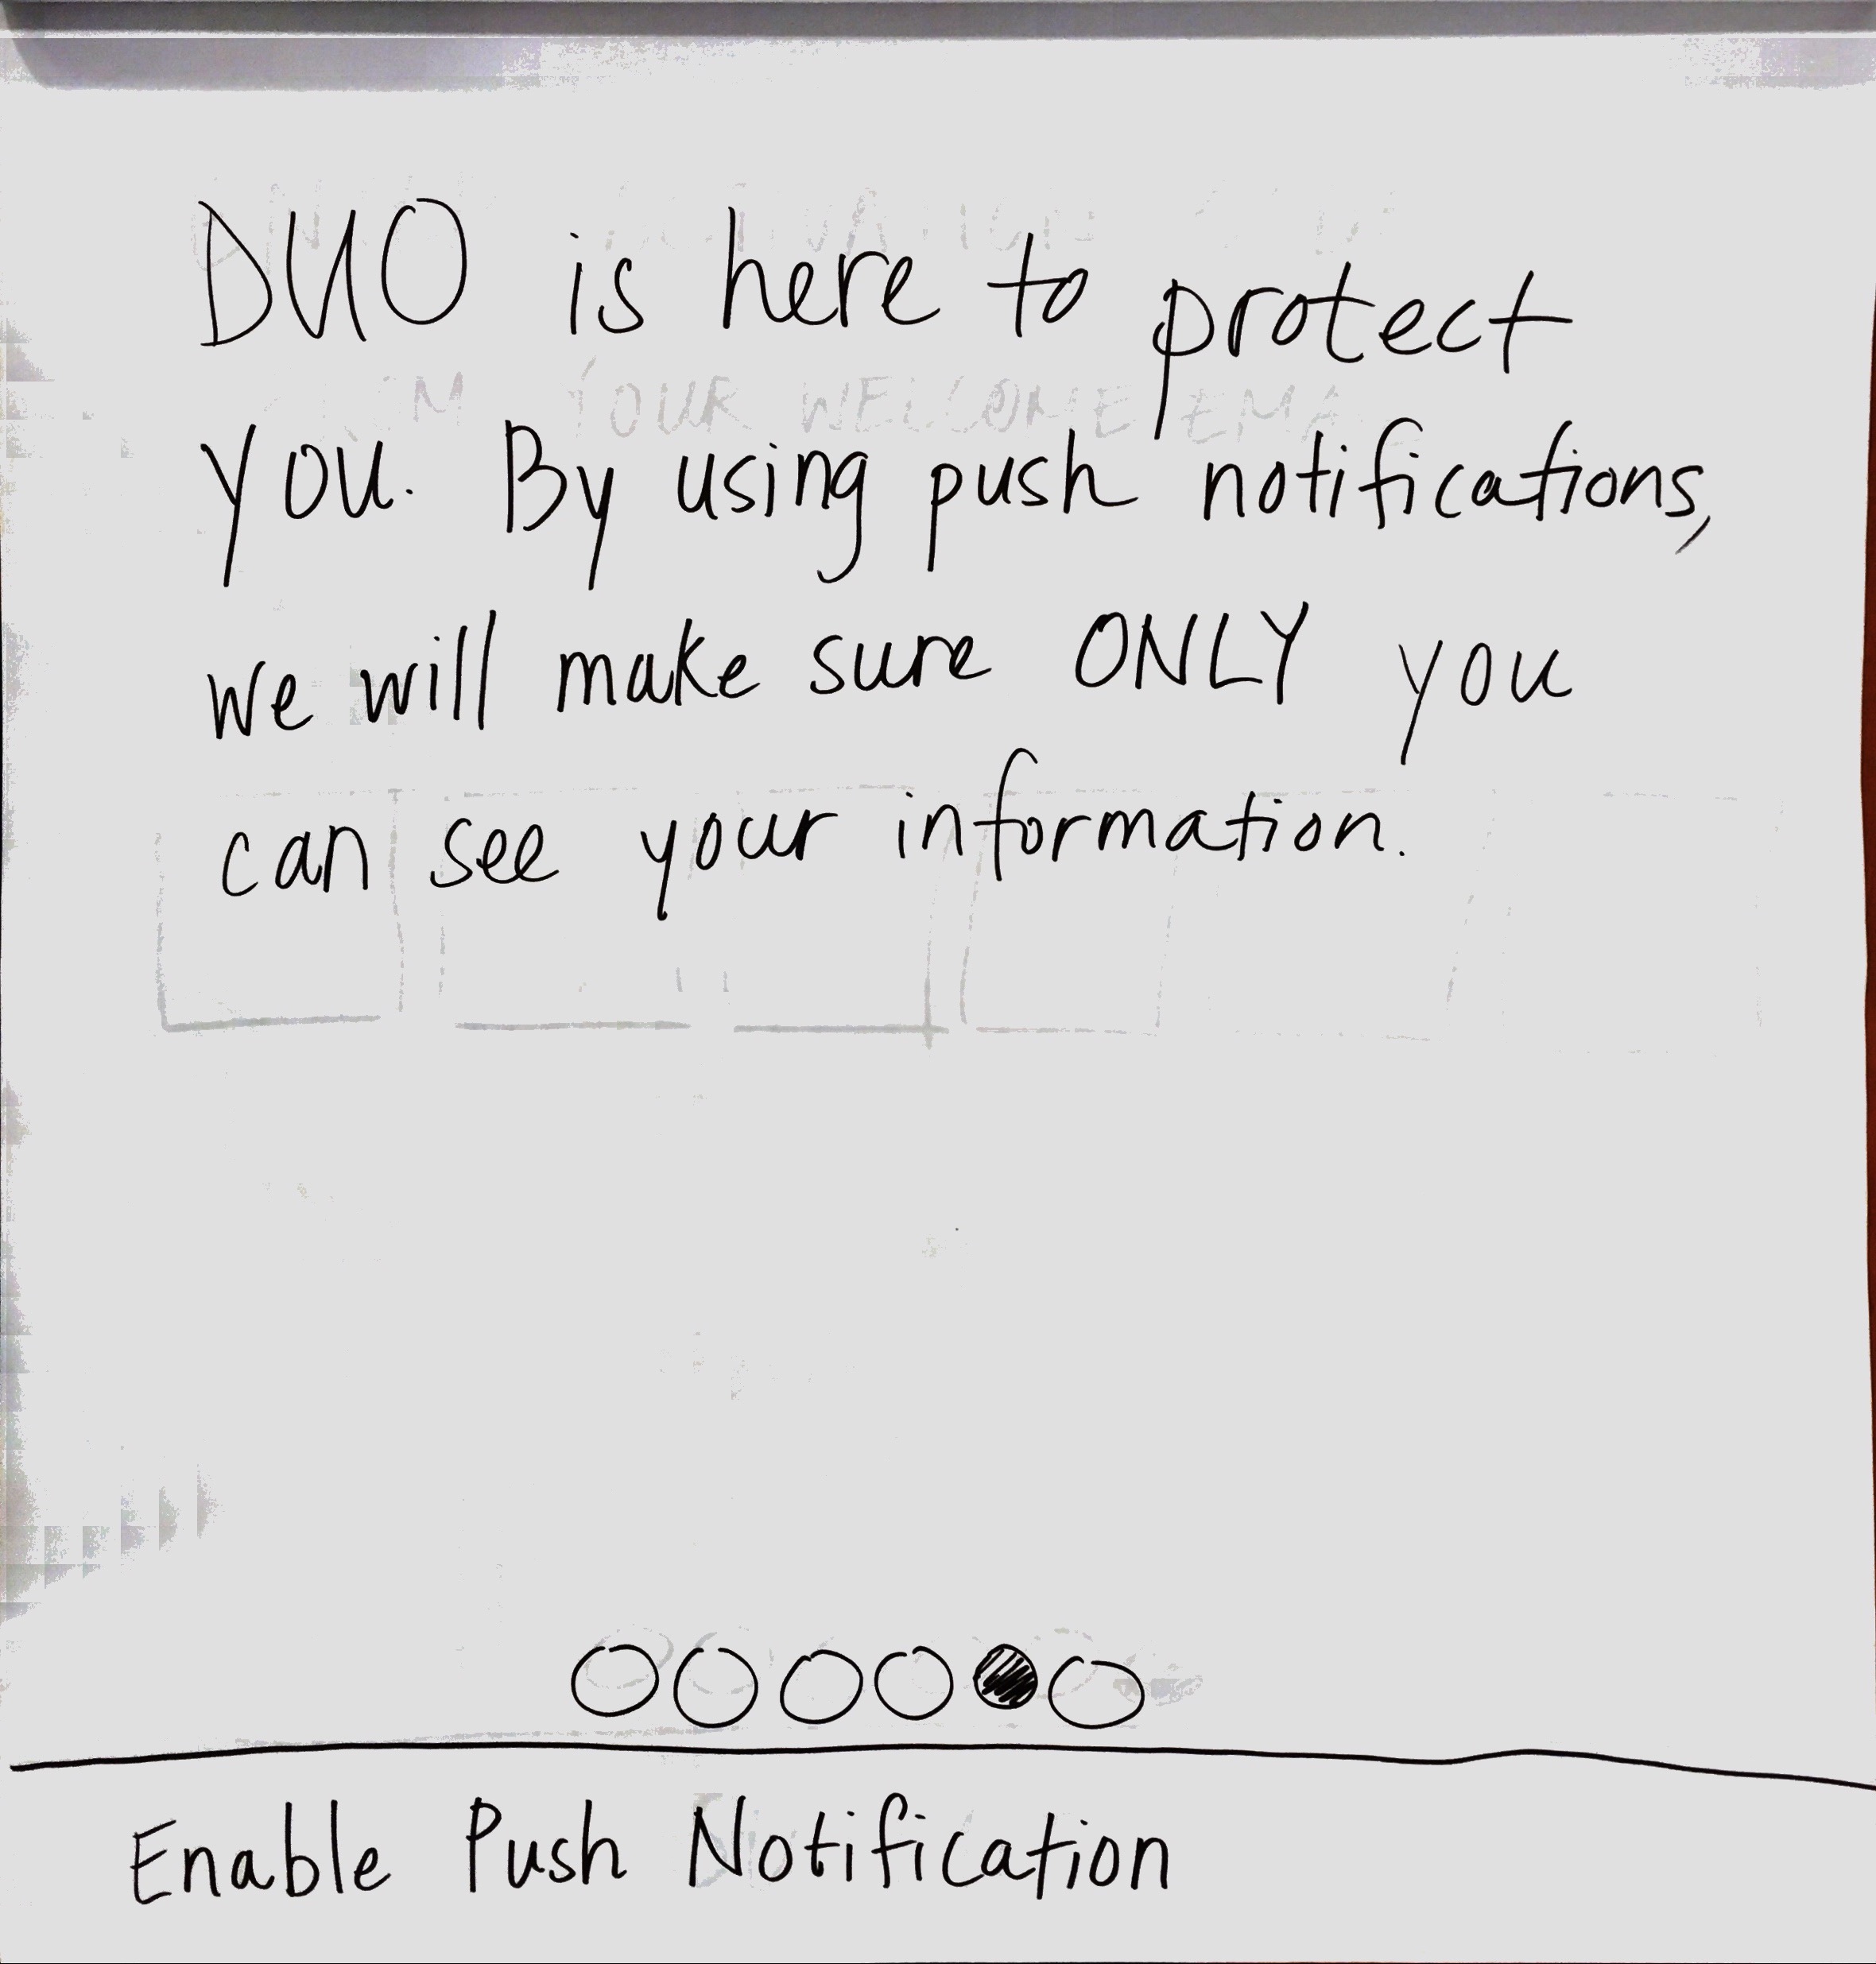 DUO is here to protect
you. By using push notifications,
we will make sure ONLY you
can see your information.
Enable Push Notification